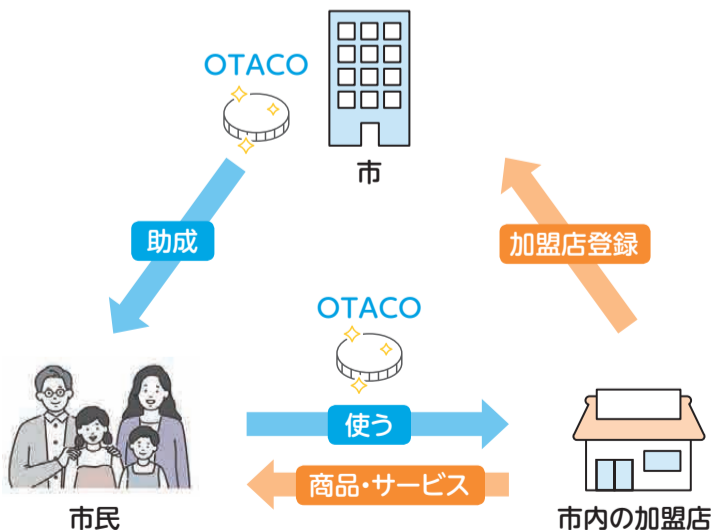 OTACO
市
助成
加盟店登録
OTACO
使う
商品・サービス
市民
市内の加盟店